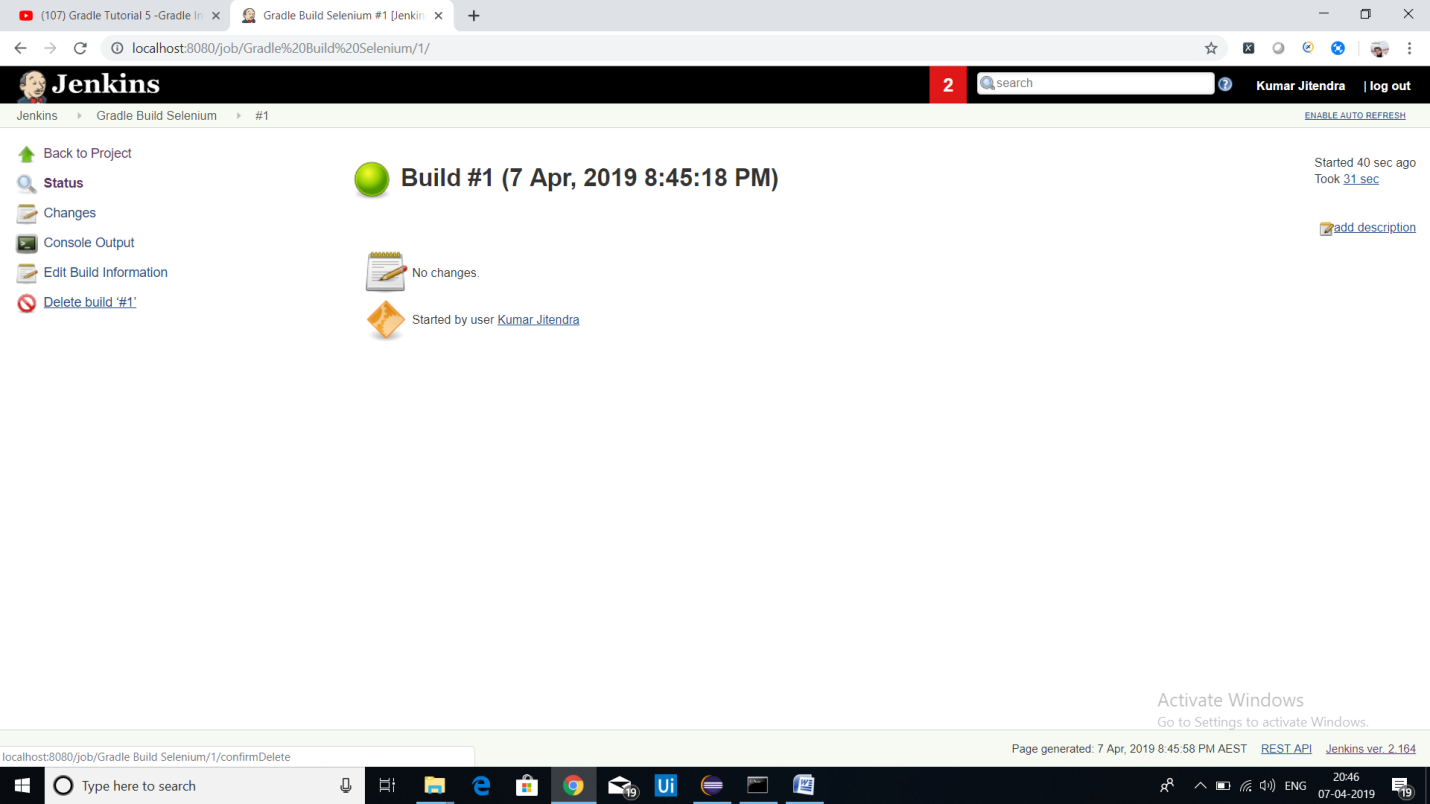 (107) Gradle Tutorial 5 -Gradle In
Gradle Build Selenium #1 [Jenkin
localhost:8080/job/Gradle%20Build%20Selenium/1/
Jenkins
2
search
Kumar Jitendra
| log out
Jenkins
Gradle Build Selenium
#1
ENABLE AUTO REFRESH
Back to Project
Status
Changes
Console Output
Edit Build Information
Delete build ‘#1’
Build #1 (7 Apr, 2019 8:45:18 PM)
Started 40 sec ago
Took 31 sec
add description
No changes.
Started by user Kumar Jitendra
Activate Windows
Go to Settings to activate Windows.
localhost:8080/job/Gradle Build Selenium/1/confirmDelete
Page generated: 7 Apr, 2019 8:45:58 PM AEST
REST API
Jenkins ver. 2.164
Type here to search
19
Ui
ENG
20:46
07-04-2019
19